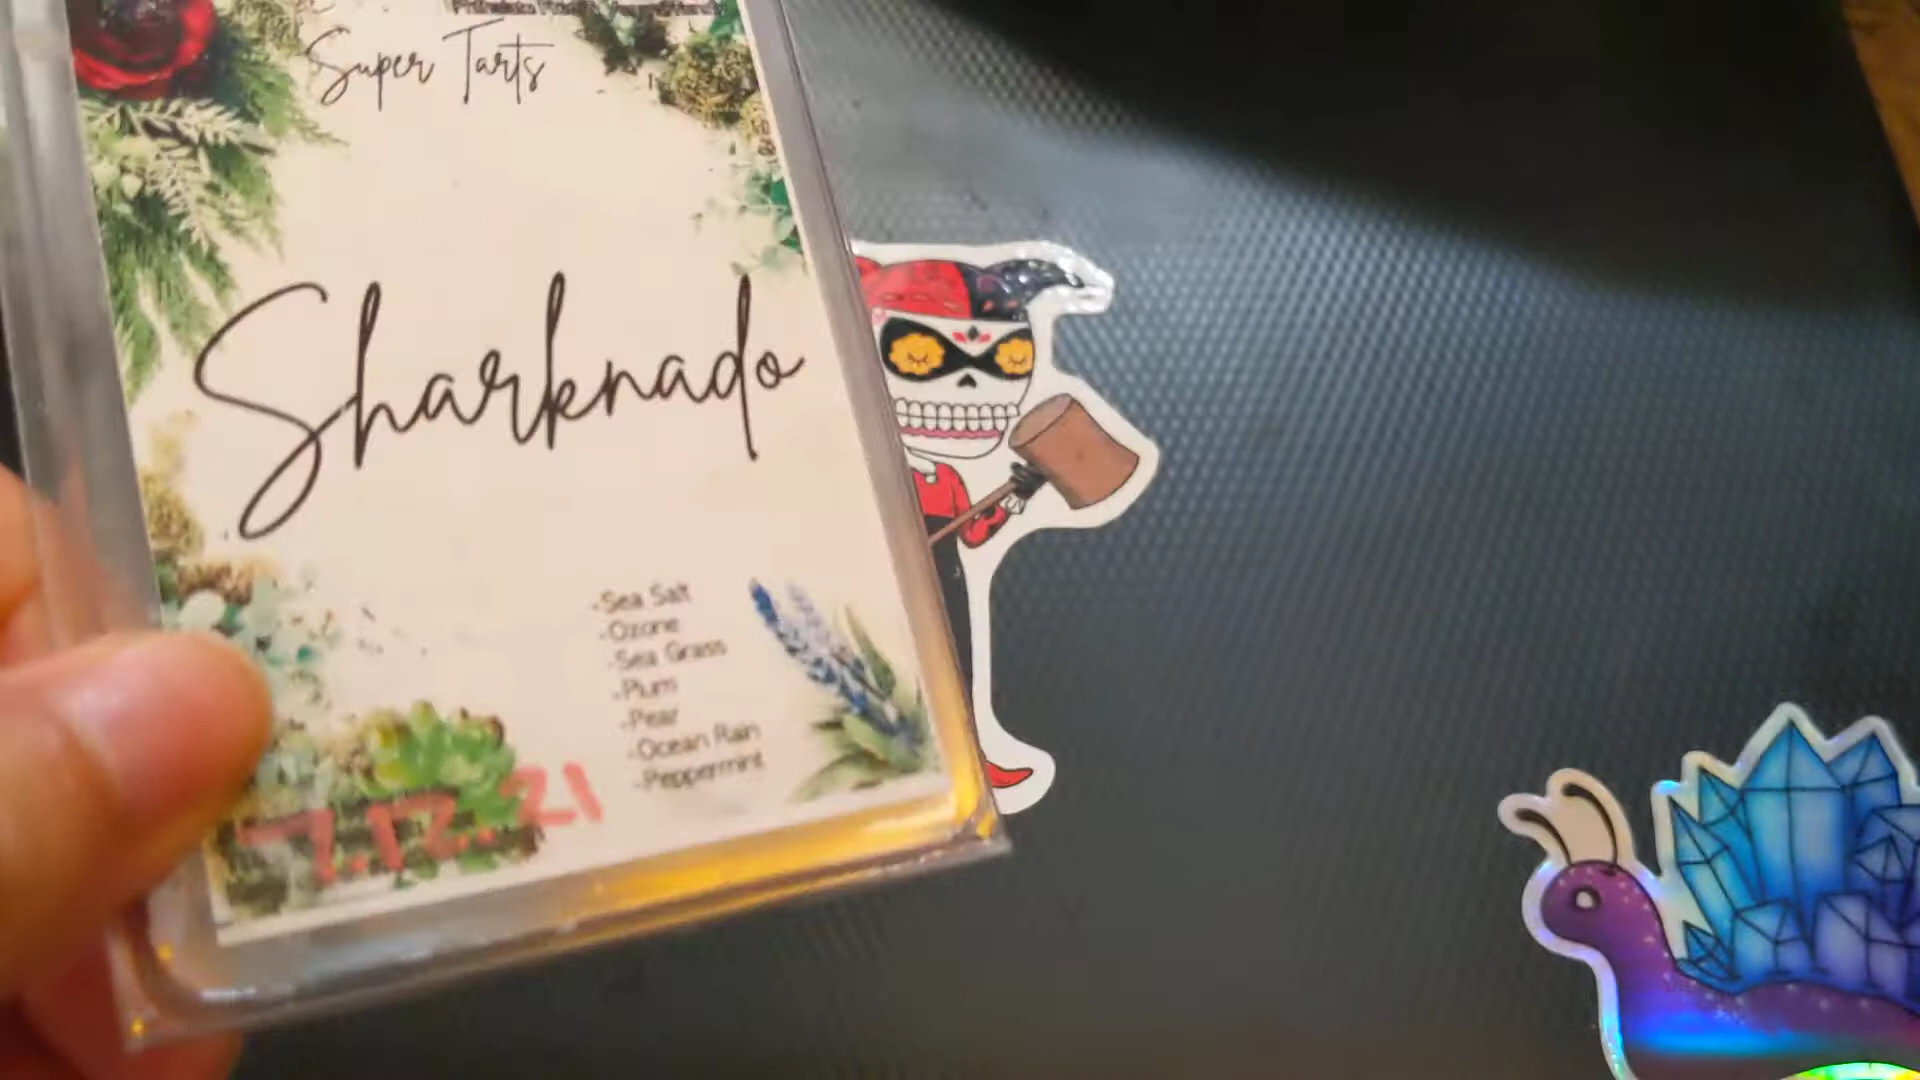 Super Tarts
Sharknado
-Sea Salt
-Ozone
-Sea Grass
-Plum
-Pear
-Ocean Rain
-Peppermint
7.12.21